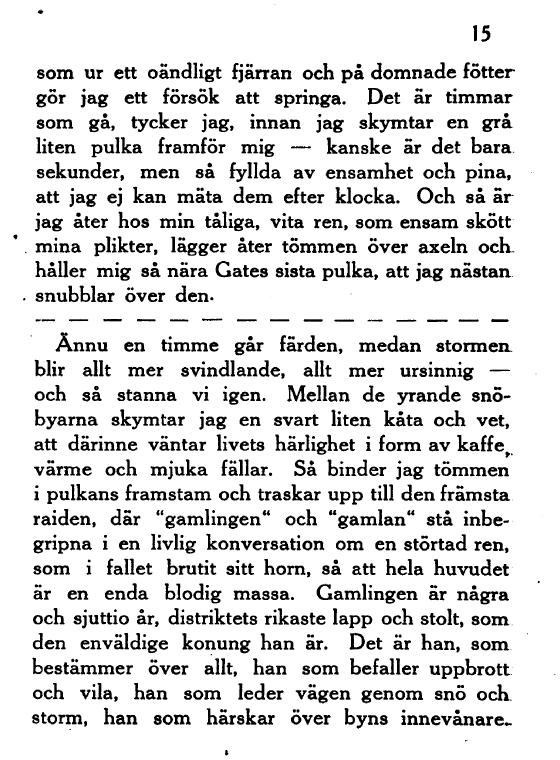 15
som ur ett oändligt fjärran och på domnade fötter
gör jag ett försök att springa. Det är timmar
som gå, tycker jag, innan jag skymtar en grå
liten pulka framför mig — kanske är det bara
sekunder, men så fyllda av ensamhet och pina,
att jag ej kan mäta dem efter klocka. Och så är
jag åter hos min tåliga, vita ren, som ensam skött
mina plikter, lägger åter tömmen över axeln och
håller mig så nära Gates sista pulka, att jag nästan
snubblar över den.
— — — — — — — — — — — — — — —
Ännu en timme går färden, medan stormen
blir allt mer svindlande, allt mer ursinnig —
och så stanna vi igen. Mellan de yrande snö-
byarna skymtar jag en svart liten kåta och vet,
att därinne väntar livets härlighet i form av kaffe,
värme och mjuka fällar. Så binder jag tömmen
i pulkans framstam och traskar upp till den främsta
raiden, där “gamlingen“ och “gamlan“ stå inbe-
gripna i en livlig konversation om en störtad ren,
som i fallet brutit sitt horn, så att hela huvudet
är en enda blodig massa. Gamlingen är några
och sjuttio år, distriktets rikaste lapp och stolt, som
den enväldige konung han är. Det är han, som
bestämmer över allt, han som befaller uppbrott
och vila, han som leder vägen genom snö och
storm, han som härskar över byns innevånare.